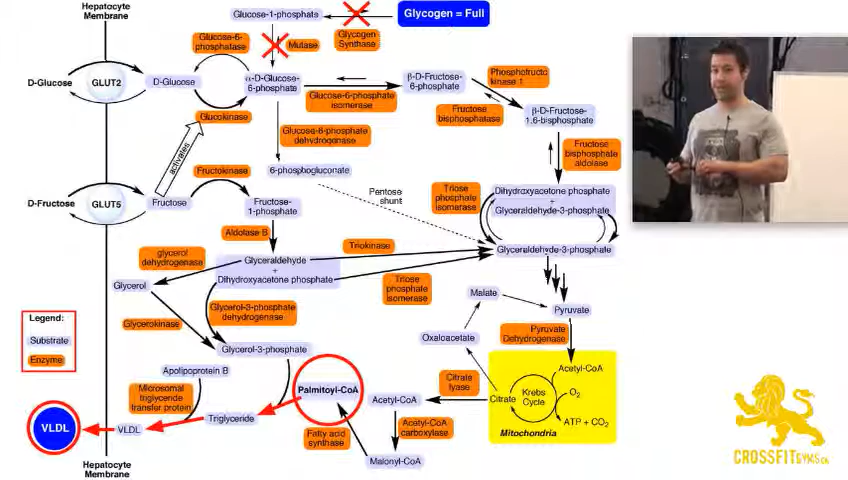 Hepatocyte
Membrane
Glucose-1-phosphate
Glycogen = Full
Glycogen
Synthase
Mutase
Glucose-6-
phosphatase
D-Glucose
GLUT2
D-Glucose
α-D-Glucose-
6-phosphate
Glucose-6-phosphate
isomerase
β-D-Fructose-
6-phosphate
Phosphofructo
kinase 1
Fructose
bisphosphatase
β-D-Fructose-
1,6-bisphosphate
Glucokinase
Glucose-6-phosphate
dehydrogenase
Fructose
bisphosphate
aldolase
activates
Fructokinase
6-phosphogluconate
Pentose
shunt
Triose
phosphate
isomerase
Dihydroxyacetone phosphate
+
Glyceraldehyde-3-phosphate
D-Fructose
GLUT5
Fructose
Fructose-
1-phosphate
Aldolase B
Triokinase
Glyceraldehyde-3-phosphate
glycerol
dehydrogenase
Glyceraldehyde
+
Dihydroxyacetone phosphate
Triose
phosphate
isomerase
Glycerol
Malate
Pyruvate
Glycerol-3-phosphate
dehydrogenase
Glycerokinase
Legend:
Substrate
Enzyme
Oxaloacetate
Pyruvate
Dehydrogenase
Glycerol-3-phosphate
Apolipoprotein B
Acetyl-CoA
Citrate
lyase
Palmitoyl-CoA
Microsomal
triglyceride
transfer protein
Acetyl-CoA
Citrate
Krebs
Cycle
O2
ATP + CO2
Mitochondria
VLDL
VLDL
Triglyceride
Fatty acid
synthase
Acetyl-CoA
carboxylase
Malonyl-CoA
Hepatocyte
Membrane
CROSSFITGYMS.CA